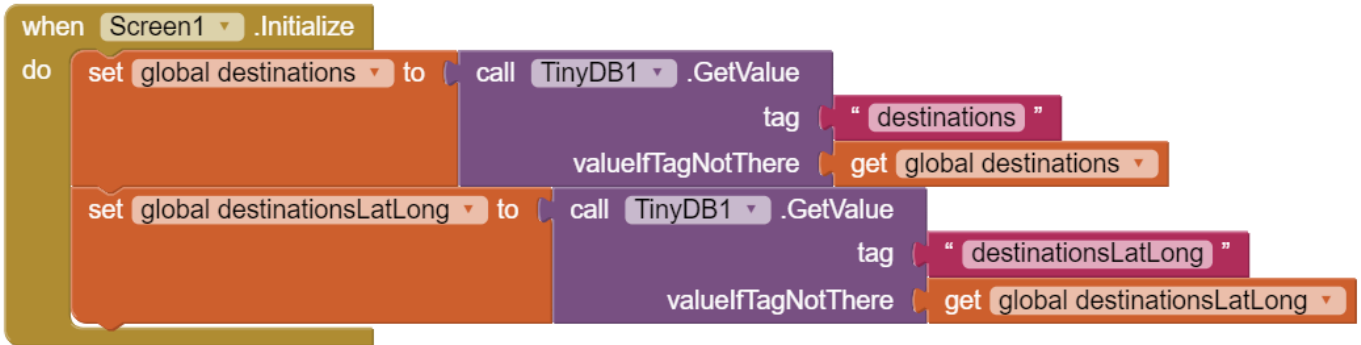 when Screen1 .Initialize
do set global destinations to call TinyDB1 .GetValue
tag “ destinations ”
valueIfTagNotThere get global destinations
set global destinationsLatLong to call TinyDB1 .GetValue
tag “ destinationsLatLong ”
valueIfTagNotThere get global destinationsLatLong